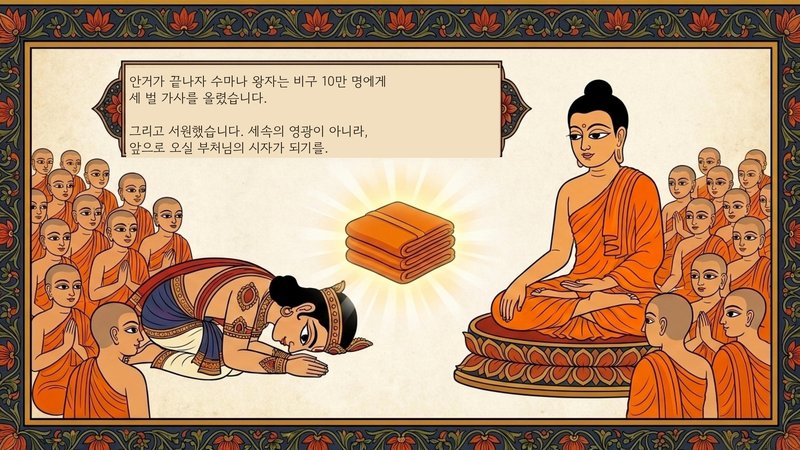 안거가 끝나자 수마나 왕자는 비구 10만 명에게
세 벌 가사를 올렸습니다.
그리고 서원했습니다. 세속의 영광이 아니라,
앞으로 오실 부처님의 시자가 되기를.